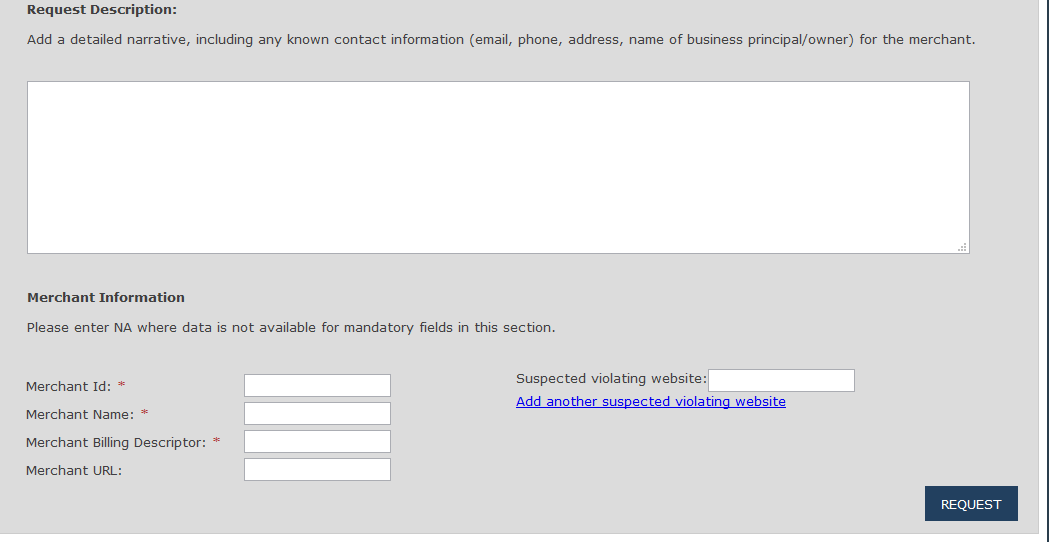 Request Description:
Add a detailed narrative, including any known contact information (email, phone, address, name of business principal/owner) for the merchant.
Merchant Information
Please enter NA where data is not available for mandatory fields in this section.
Merchant Id: *
Merchant Name: *
Merchant Billing Descriptor: *
Merchant URL:
Suspected violating website:
Add another suspected violating website
REQUEST